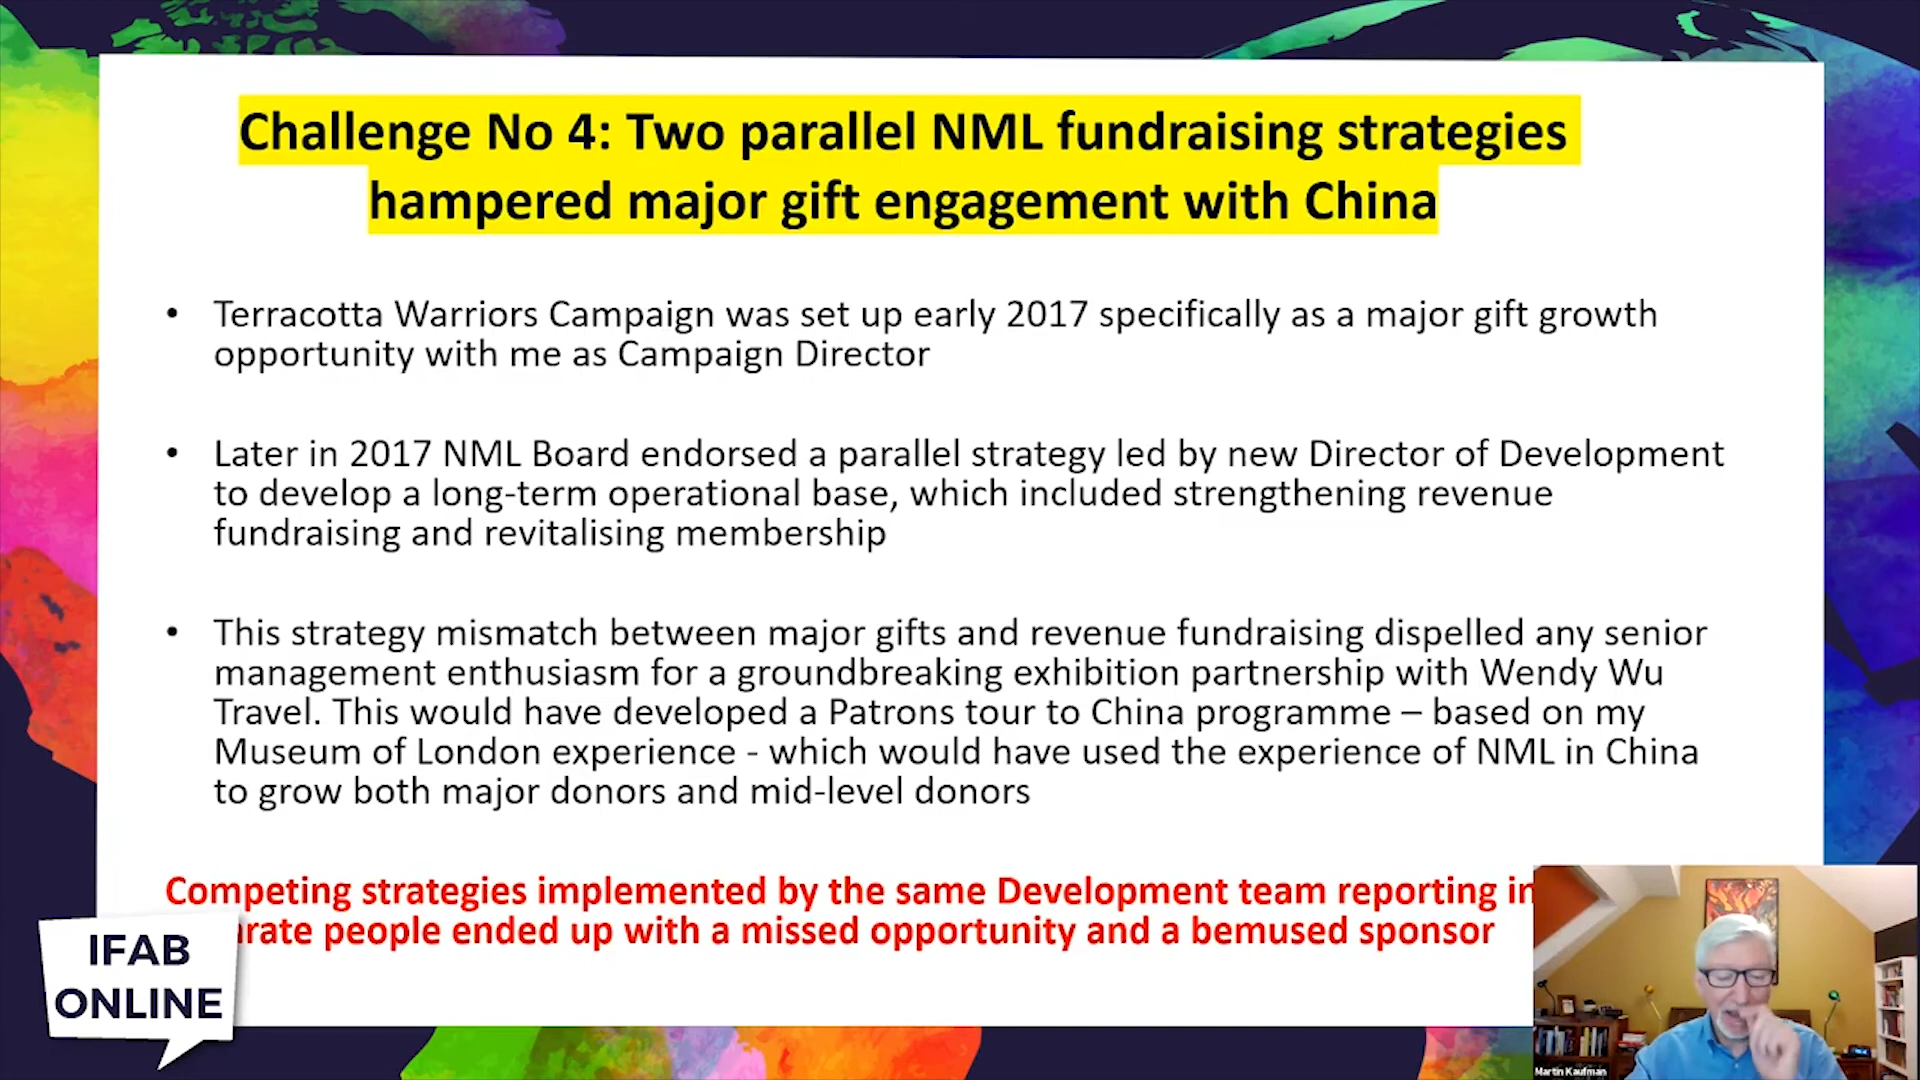 Challenge No 4: Two parallel NML fundraising strategies
hampered major gift engagement with China
• Terracotta Warriors Campaign was set up early 2017 specifically as a major gift growth
opportunity with me as Campaign Director
• Later in 2017 NML Board endorsed a parallel strategy led by new Director of Development
to develop a long-term operational base, which included strengthening revenue
fundraising and revitalising membership
• This strategy mismatch between major gifts and revenue fundraising dispelled any senior
management enthusiasm for a groundbreaking exhibition partnership with Wendy Wu
Travel. This would have developed a Patrons tour to China programme – based on my
Museum of London experience - which would have used the experience of NML in China
to grow both major donors and mid-level donors
Competing strategies implemented by the same Development team reporting
people ended up with a missed opportunity and a bemused sponsor
IFAB
ONLINE
Martin Kaufman